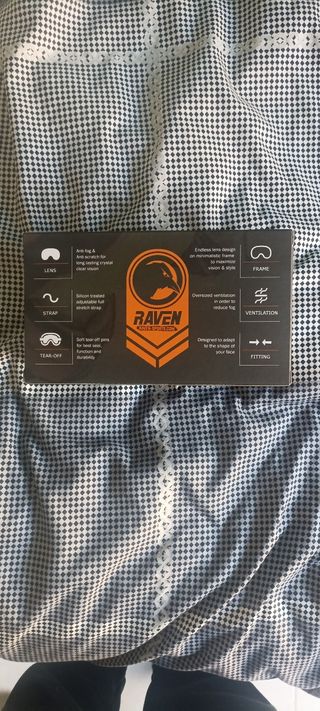 Anti fog &
Anti scratch for
long lasting crystal
clear vision
LENS
Silicon treated
adjustable full
stretch strap
STRAP
Soft tear-off pins
for best seal,
function and
durability
TEAR-OFF
RAVEN
RAVEN-SPORTS.COM
Endless lens design
on minimalistic frame
to maximize
vision & style
FRAME
Oversized ventilation
in order to
reduce fog
VENTILATION
Designed to adapt
to the shape of
your face
FITTING